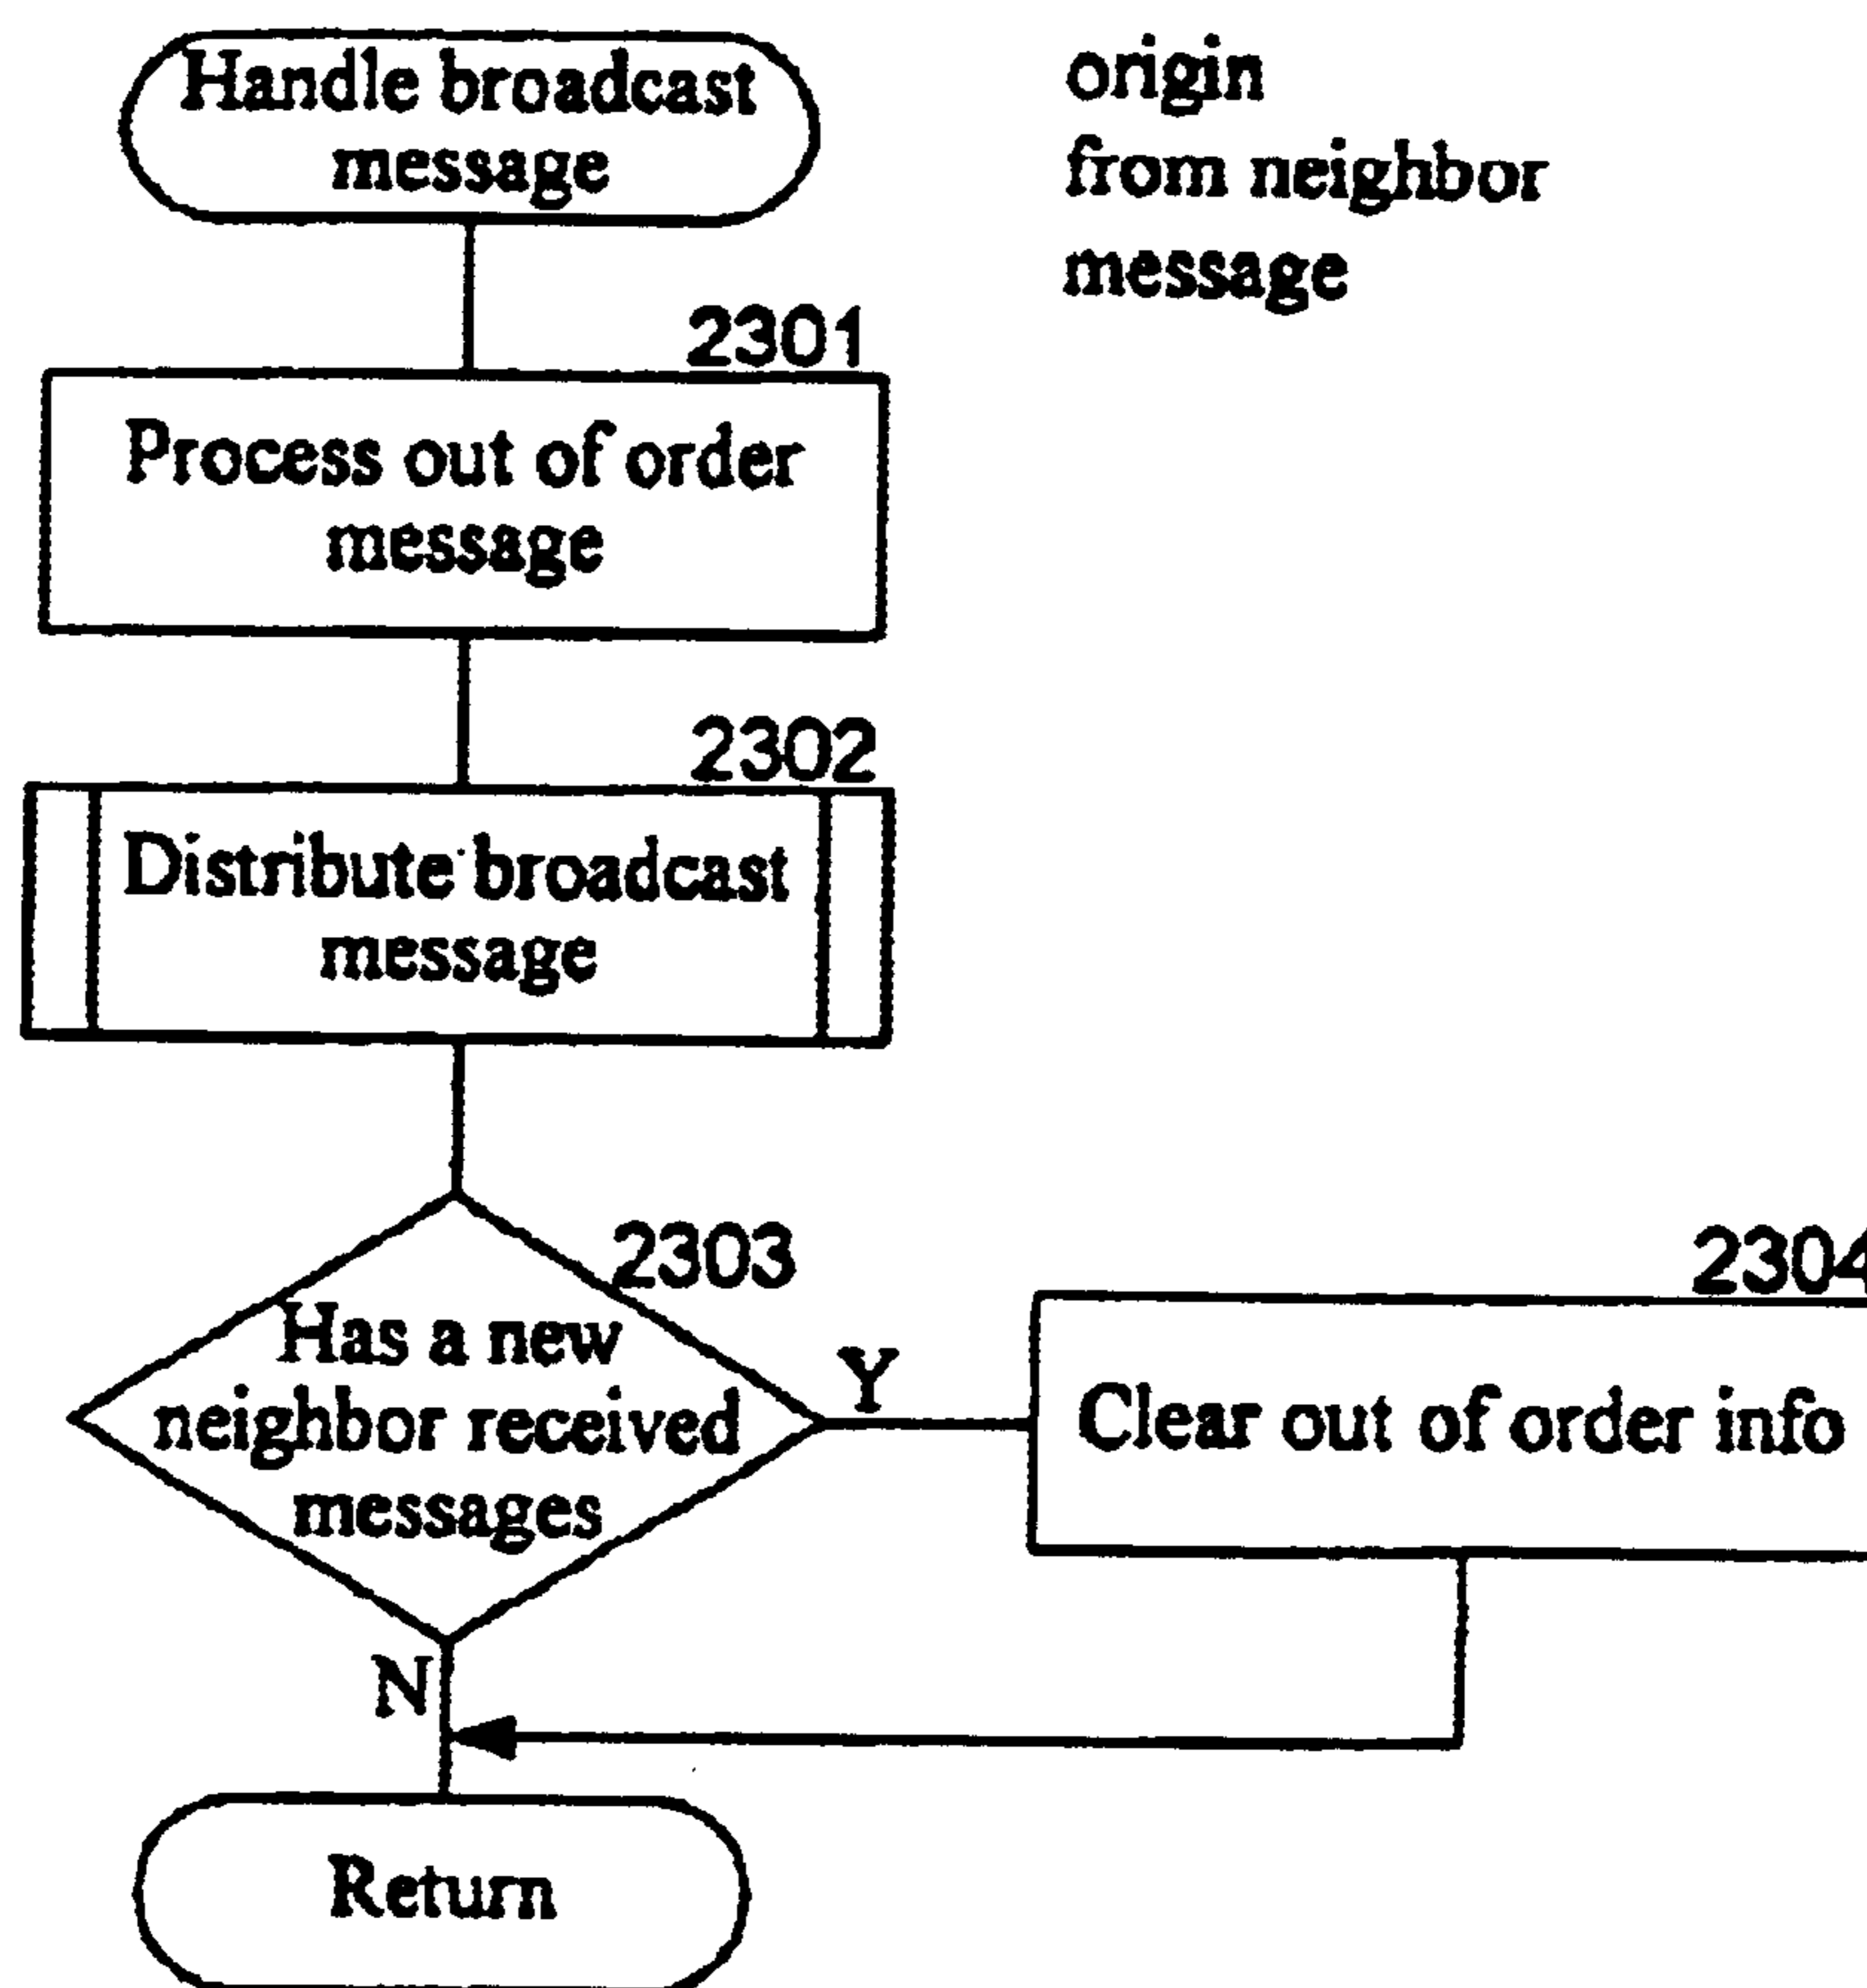 Handle broadcast
message
origin
from neighbor
message
2301
Process out of order
message
2302
Distribute broadcast
message
2303
Has a new
neighbor received
messages
Y
2304
Clear out of order info
N
Return